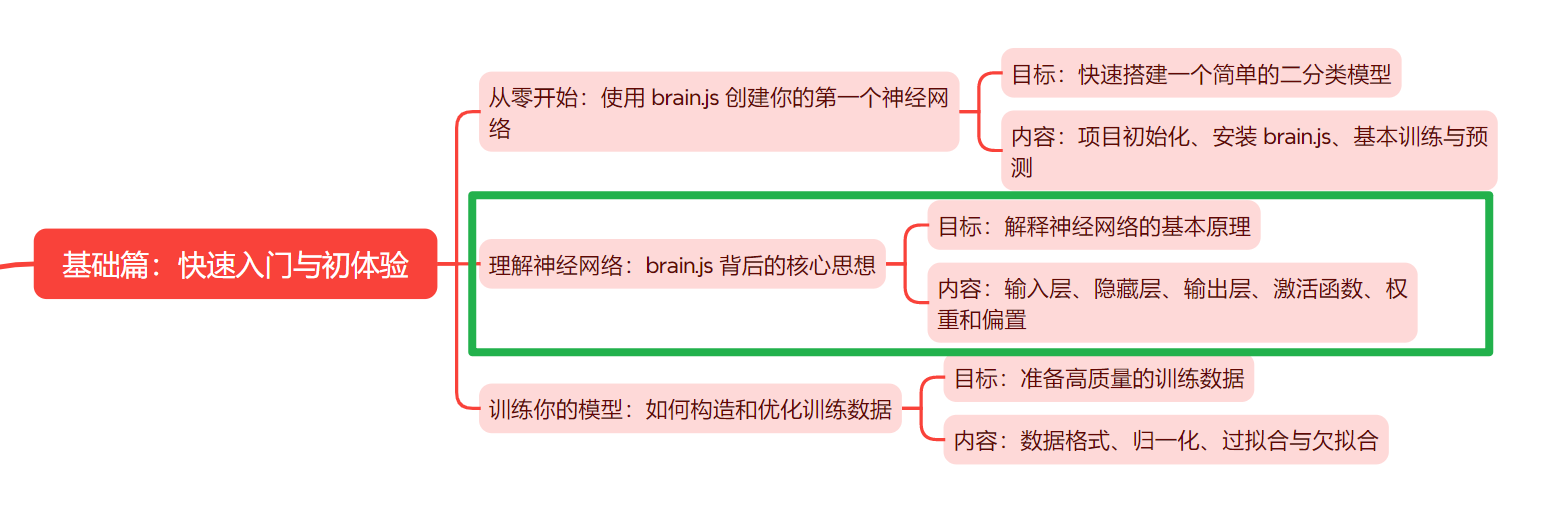 基础篇：快速入门与初体验
从零开始：使用 brain.js 创建你的第一个神经网
络
目标：快速搭建一个简单的二分类模型
内容：项目初始化、安装 brain.js、基本训练与预
测
理解神经网络：brain.js 背后的核心思想
目标：解释神经网络的基本原理
内容：输入层、隐藏层、输出层、激活函数、权
重和偏置
训练你的模型：如何构造和优化训练数据
目标：准备高质量的训练数据
内容：数据格式、归一化、过拟合与欠拟合